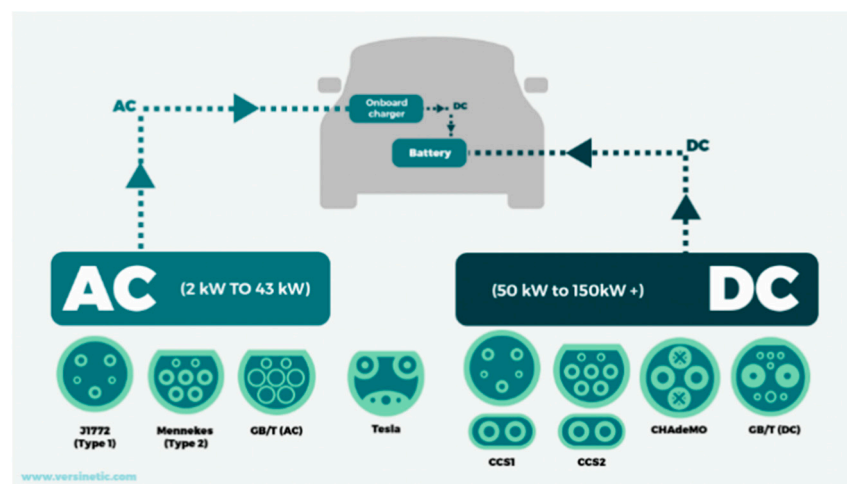 AC
Onboard
charger
DC
Battery
DC
AC (2 kW TO 43 kW)
(50 kW to 150kW +) DC
J1772
(Type 1)
Mennekes
(Type 2)
GB/T (AC)
Tesla
CCS1
CCS2
CHAdeMO
GB/T (DC)
www.versinetic.com